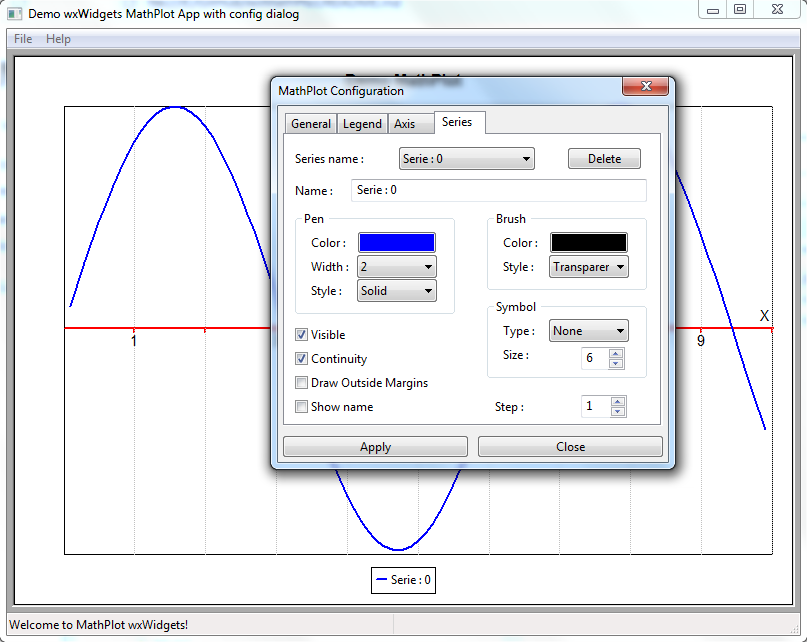 Demo wxWidgets MathPlot App with config dialog
File Help
MathPlot Configuration
General Legend Axis Series
Series name : Serie : 0 Delete
Name : Serie : 0
Pen
Color :
Width : 2
Style : Solid
Brush
Color :
Style : Transparer
Symbol
Type : None
Size : 6
Visible
Continuity
Draw Outside Margins
Show name
Step : 1
Apply Close
X
1 9
Serie : 0
Welcome to MathPlot wxWidgets!